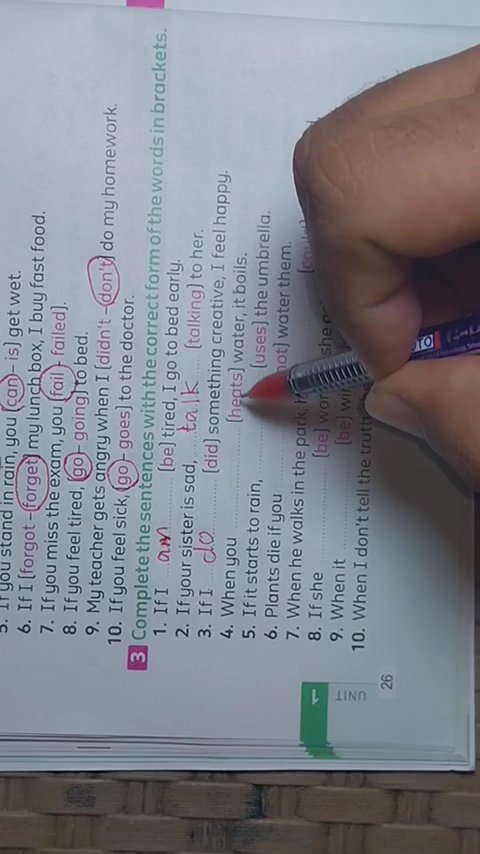 5. If you stand in rain you (can - is) get wet.
6. If I (forgot - forget) my lunch box, I buy fast food.
7. If you miss the exam, you (fail - failed).
8. If you feel tired, (go - going) to bed.
9. My teacher gets angry when I (didn't - don't) do my homework.
10. If you feel sick, (go - goes) to the doctor.
3 Complete the sentences with the correct form of the words in brackets.
1. If I am (be) tired, I go to bed early.
2. If your sister is sad, talk (talking) to her.
3. If I do (did) something creative, I feel happy.
4. When you (heats) water, it boils.
5. If it starts to rain, (uses) the umbrella.
6. Plants die if you water them.
7. When he walks in the park,
8. If she (be) she
9. When it (be)
10. When I don't tell the truth
UNIT 1
26